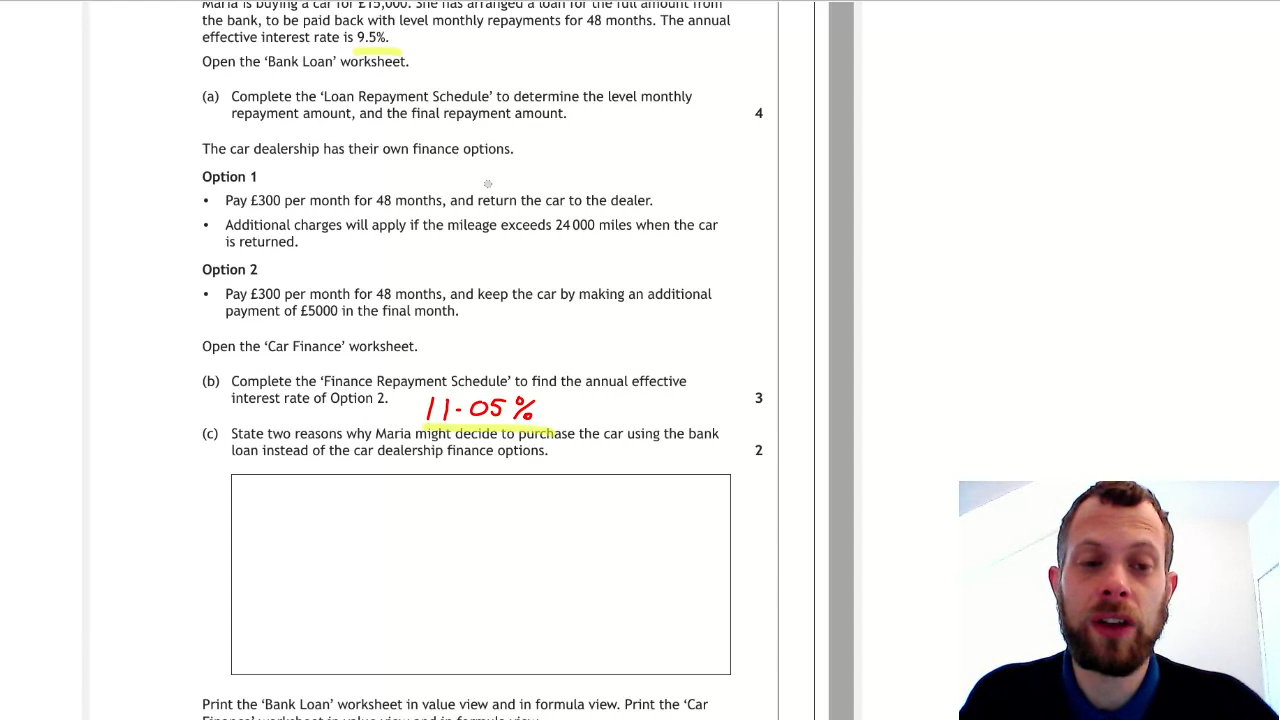 Maria is buying a car for £15,000. She has arranged a loan for the full amount from
the bank, to be paid back with level monthly repayments for 48 months. The annual
effective interest rate is 9.5%.
Open the ‘Bank Loan’ worksheet.
(a) Complete the ‘Loan Repayment Schedule’ to determine the level monthly
repayment amount, and the final repayment amount.
4
The car dealership has their own finance options.
Option 1
• Pay £300 per month for 48 months, and return the car to the dealer.
• Additional charges will apply if the mileage exceeds 24 000 miles when the car
is returned.
Option 2
• Pay £300 per month for 48 months, and keep the car by making an additional
payment of £5000 in the final month.
Open the ‘Car Finance’ worksheet.
(b) Complete the ‘Finance Repayment Schedule’ to find the annual effective
interest rate of Option 2.
3
11.05%
(c) State two reasons why Maria might decide to purchase the car using the bank
loan instead of the car dealership finance options.
2
Print the ‘Bank Loan’ worksheet in value view and in formula view. Print the ‘Car
Finance’ worksheet in value view and in formula view.